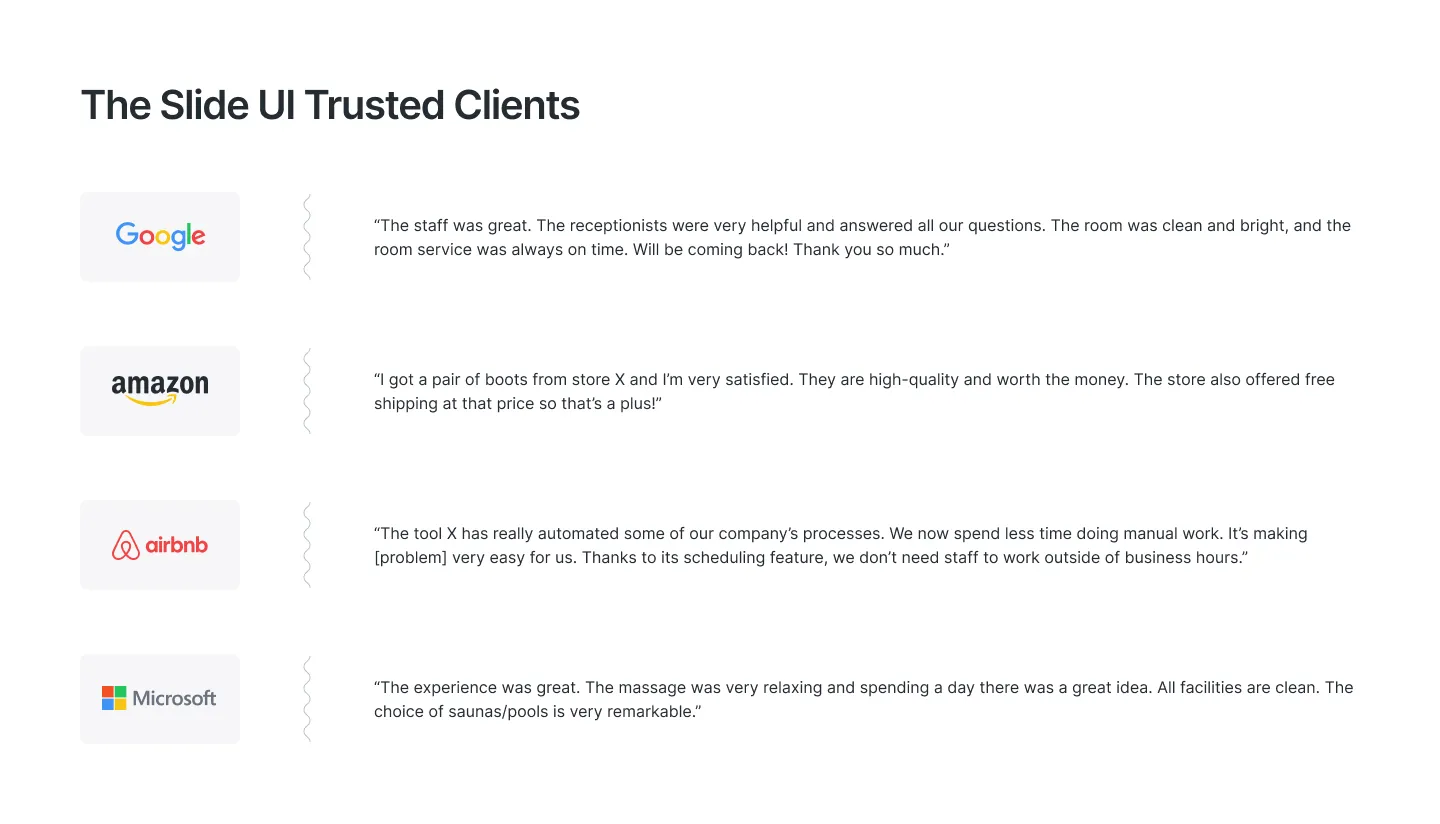 The Slide UI Trusted Clients
Google
“The staff was great. The receptionists were very helpful and answered all our questions. The room was clean and bright, and the
room service was always on time. Will be coming back! Thank you so much.”
amazon
“I got a pair of boots from store X and I’m very satisfied. They are high-quality and worth the money. The store also offered free
shipping at that price so that’s a plus!”
airbnb
“The tool X has really automated some of our company’s processes. We now spend less time doing manual work. It’s making
[problem] very easy for us. Thanks to its scheduling feature, we don’t need staff to work outside of business hours.”
Microsoft
“The experience was great. The massage was very relaxing and spending a day there was a great idea. All facilities are clean. The
choice of saunas/pools is very remarkable.”